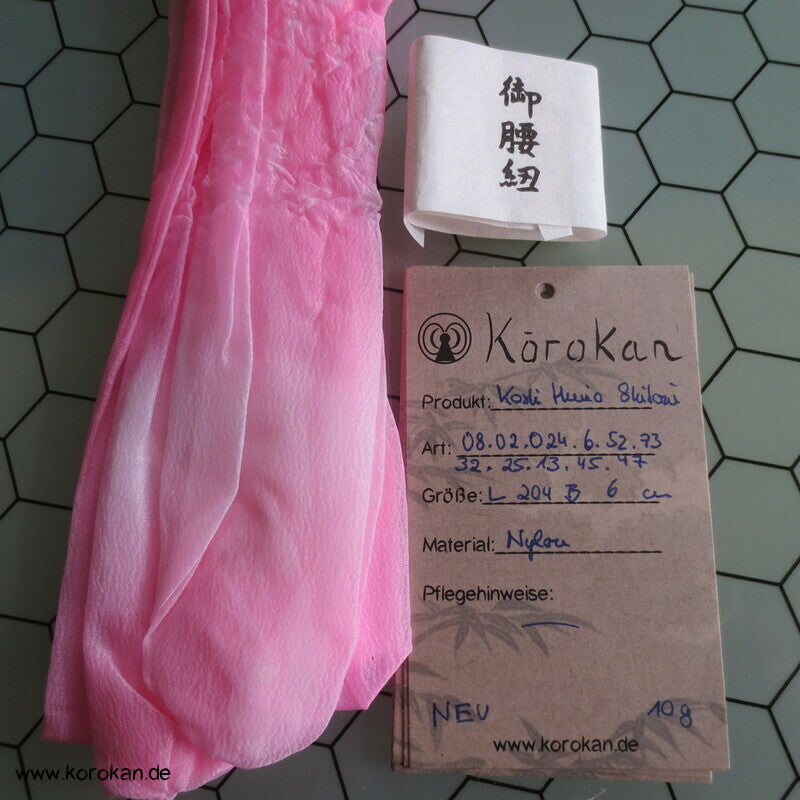 御腰紐
KōroKan
Produkt: Koshi Himo Shibori
Art: 08.02.024.6.52.73
32.25.13.45.47
Größe: L 204 B 6 cm
Material: Nylon
Pflegehinweise:
NEU 10g
www.korokan.de
www.korokan.de